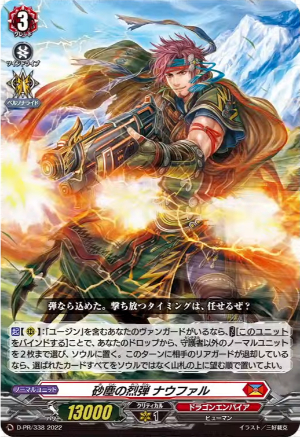 3
グレード
ツインドライブ
ペルソナライド
弾なら込めた。撃ち放つタイミングは、任せるぜ?
【R】:「ユージン」を含むあなたのヴァンガードがいるなら、【コスト】[このユニットをバインドする]ことで、あなたのドロップから、守護者以外のノーマルユニットを2枚まで選び、ソウルに置く。このターンに相手のリアガードが退却しているなら、選ばれたすべてをソウルではなく山札の上に望む順で置いてよい。
ノーマルユニット
砂塵の烈弾 ナウファル
パワー
13000
クリティカル
1
ドラゴンエンパイア
ヒューマン
D-PR/338 2022
イラスト/三好載克